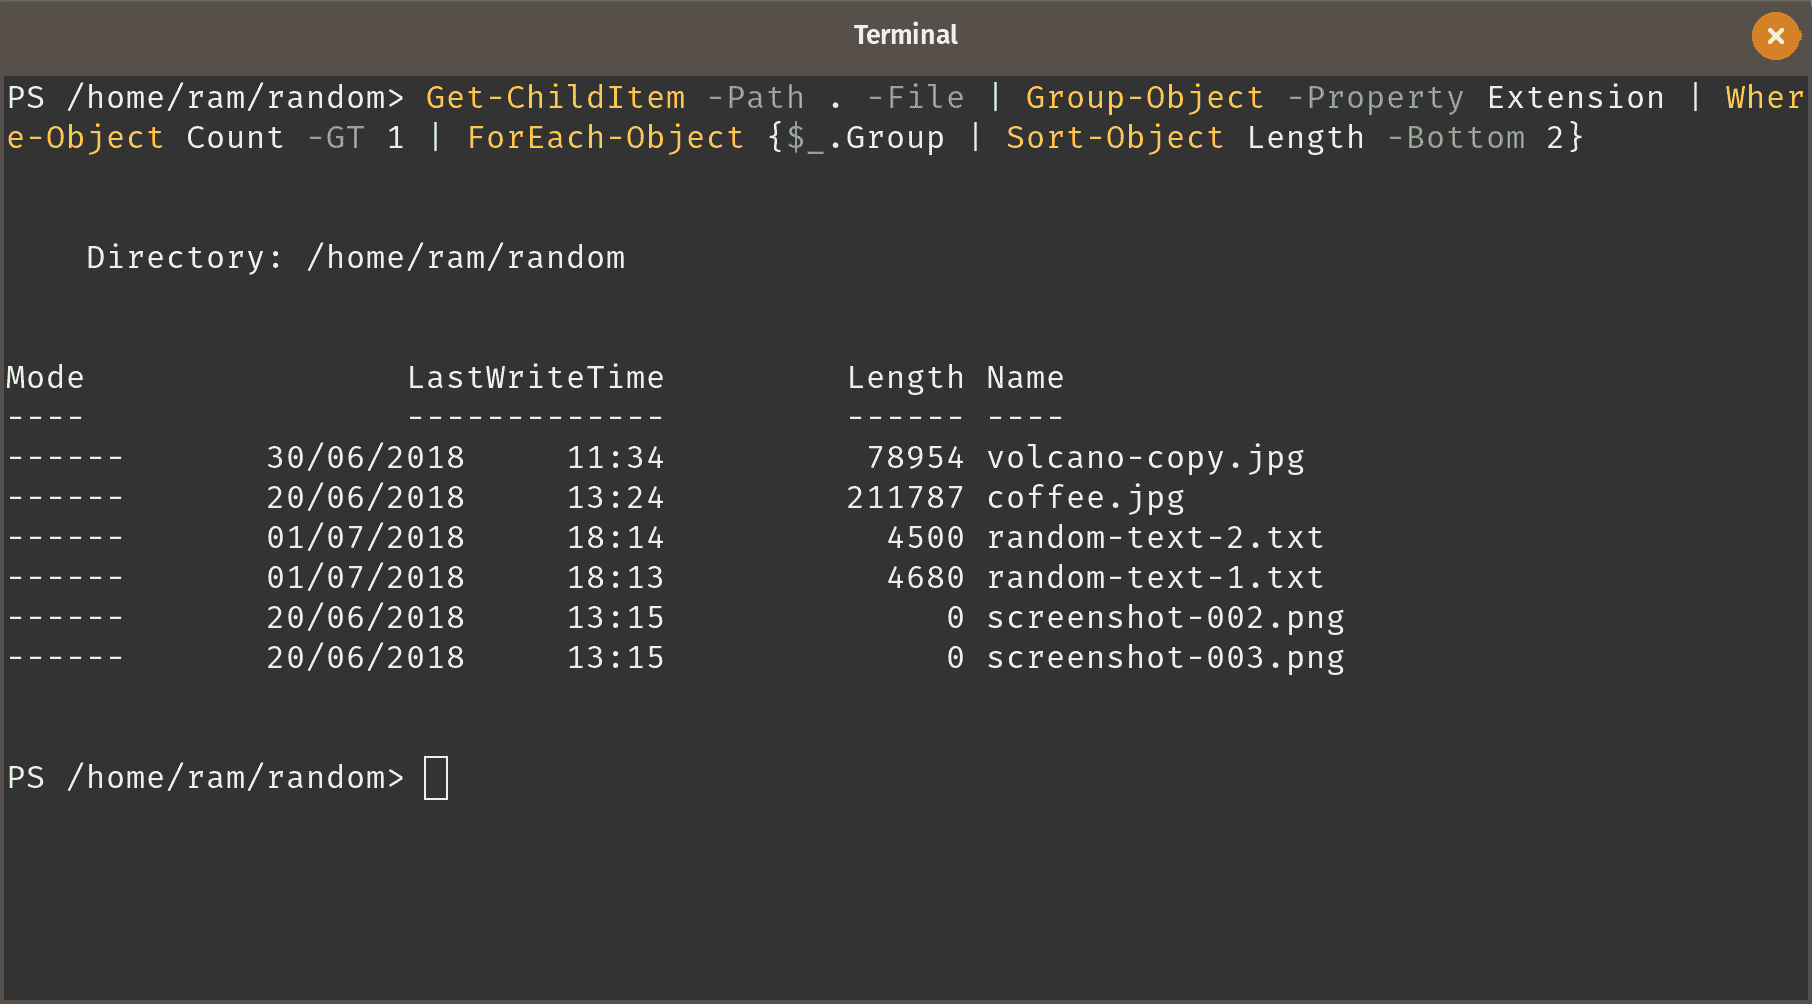 Terminal
PS /home/ram/random> Get-ChildItem -Path . -File | Group-Object -Property Extension | Wher
e-Object Count -GT 1 | ForEach-Object {$_.Group | Sort-Object Length -Bottom 2}
    Directory: /home/ram/random
Mode                LastWriteTime         Length Name
----                -------------         ------ ----
------       30/06/2018     11:34          78954 volcano-copy.jpg
------       20/06/2018     13:24         211787 coffee.jpg
------       01/07/2018     18:14           4500 random-text-2.txt
------       01/07/2018     18:13           4680 random-text-1.txt
------       20/06/2018     13:15              0 screenshot-002.png
------       20/06/2018     13:15              0 screenshot-003.png
PS /home/ram/random>